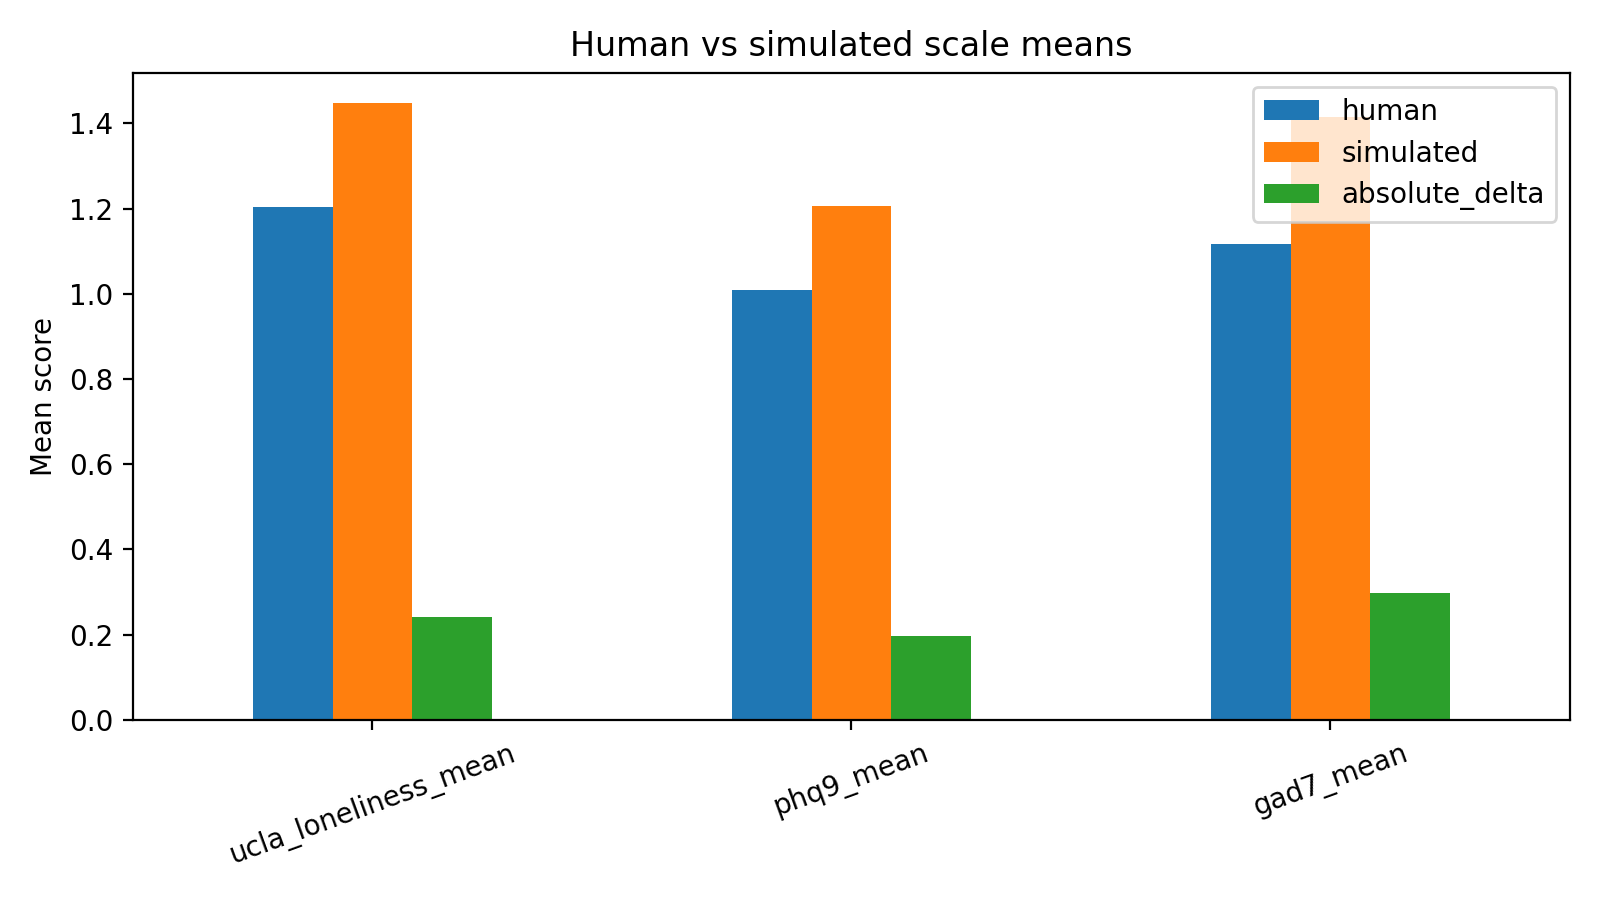 Human vs simulated scale means
human
simulated
absolute_delta
Mean score
1.4
1.2
1.0
0.8
0.6
0.4
0.2
0.0
ucla_loneliness_mean
phq9_mean
gad7_mean